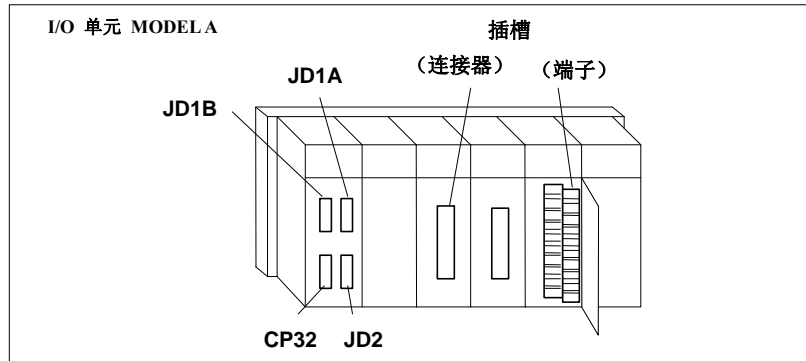 I/O 单元 MODEL A
插槽
（连接器） （端子）
JD1A
JD1B
CP32 JD2